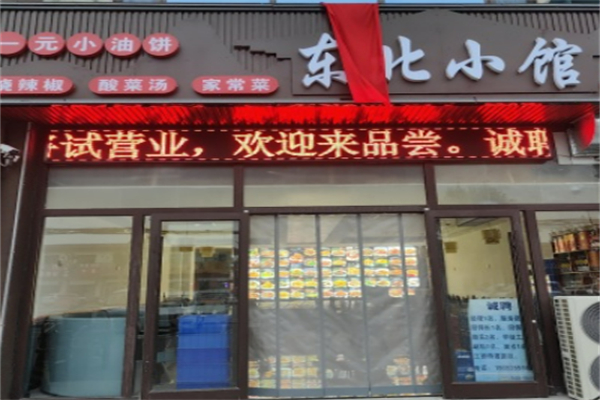 一元小油饼
烧辣椒
酸菜汤
家常菜
东北小馆
试营业，欢迎来品尝。诚聘
诚聘